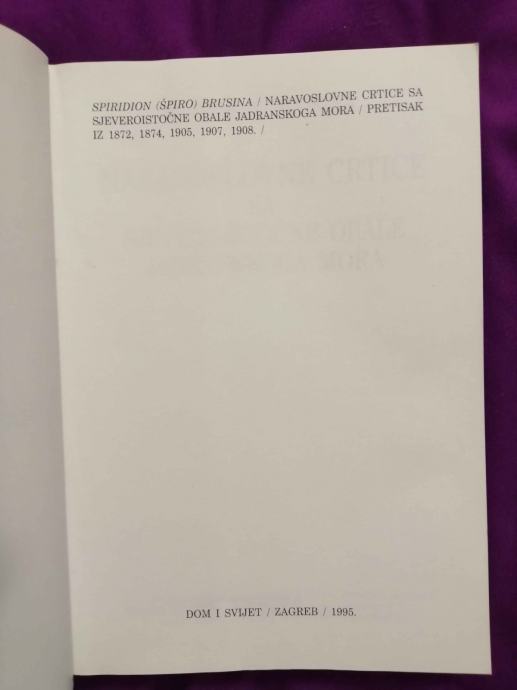 SPIRIDION (ŠPIRO) BRUSINA / NARAVOSLOVNE CRTICE SA
SJEVEROISTOČNE OBALE JADRANSKOGA MORA / PRETISAK
IZ 1872, 1874, 1905, 1907, 1908. /
DOM I SVIJET / ZAGREB / 1995.